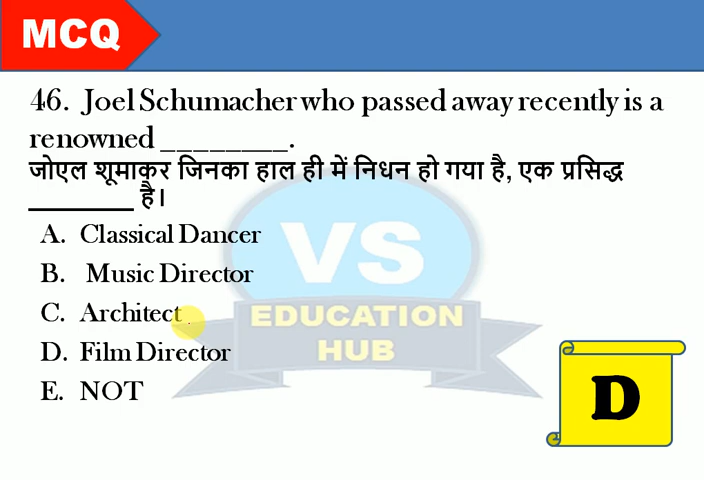 MCQ
46. Joel Schumacher who passed away recently is a
renowned ________.
जोएल शूमाकर जिनका हाल ही में निधन हो गया है, एक प्रसिद्ध
________ है।
A. Classical Dancer
B. Music Director
C. Architect
D. Film Director
E. NOT
VS
EDUCATION
HUB
D